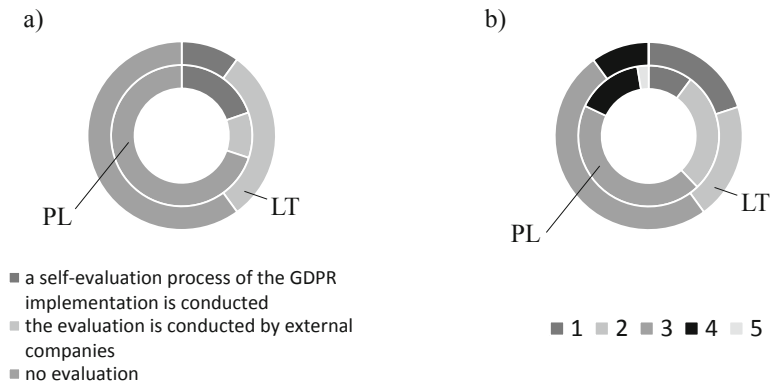 a)
b)
PL
LT
PL
LT
a self-evaluation process of the GDPR
implementation is conducted
the evaluation is conducted by external
companies
no evaluation
1 2 3 4 5